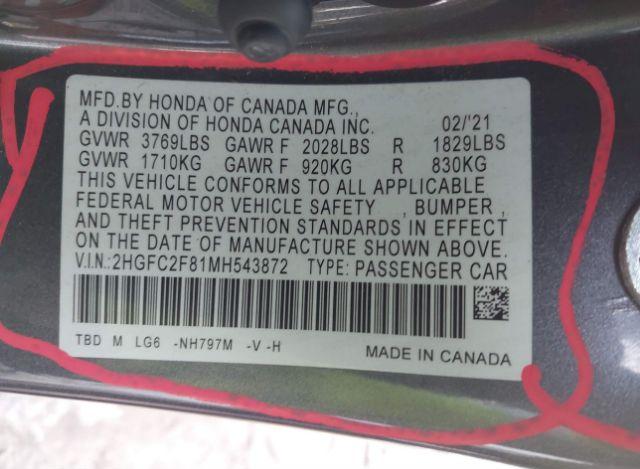 MFD.BY HONDA OF CANADA MFG.,
A DIVISION OF HONDA CANADA INC. 02/'21
GVWR 3769LBS GAWR F 2028LBS R 1829LBS
GVWR 1710KG GAWR F 920KG R 830KG
THIS VEHICLE CONFORMS TO ALL APPLICABLE
FEDERAL MOTOR VEHICLE SAFETY , BUMPER ,
AND THEFT PREVENTION STANDARDS IN EFFECT
ON THE DATE OF MANUFACTURE SHOWN ABOVE.
V.I.N.:2HGFC2F81MH543872 TYPE: PASSENGER CAR
TBD M LG6 -NH797M -V -H
MADE IN CANADA